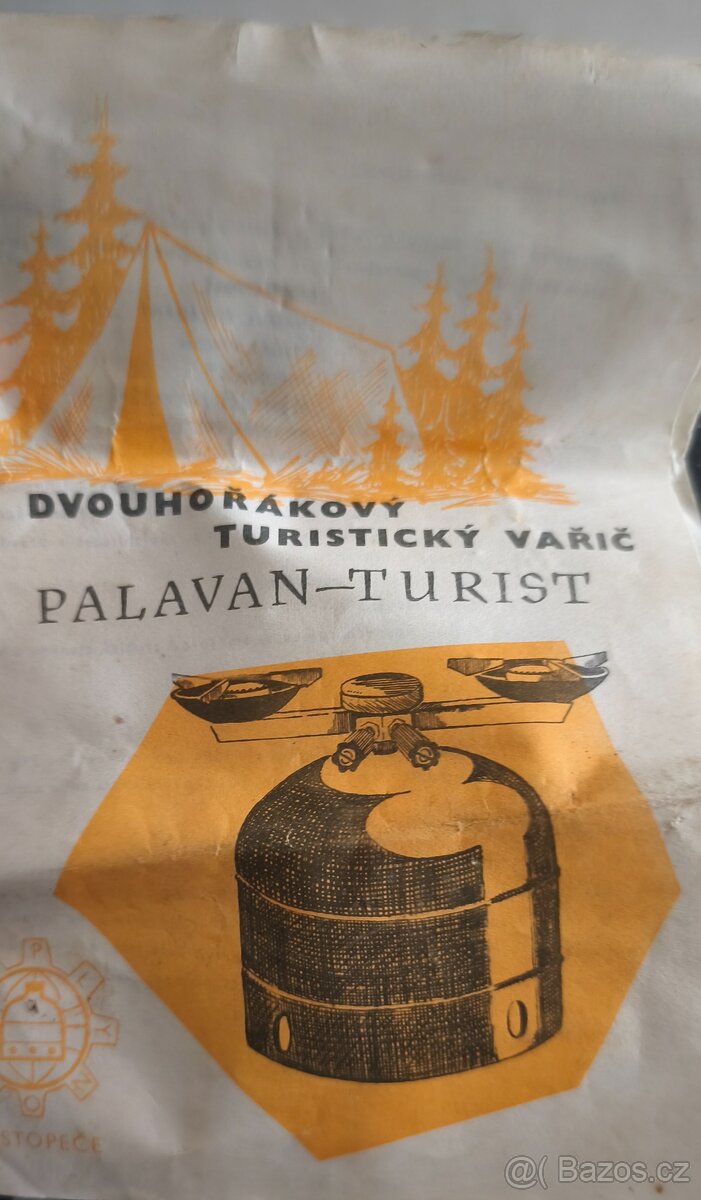 DVOUHOŘÁKOVÝ
TURISTICKÝ VAŘIČ
PALAVAN–TURIST
STOPEČE
@( Bazos.cz